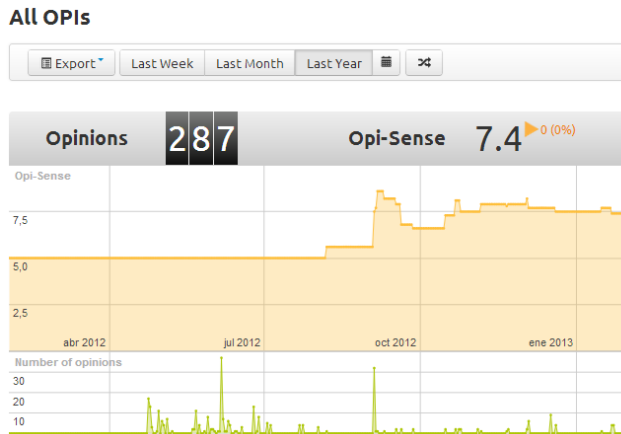 All OPIs
Export Last Week Last Month Last Year
Opinions 287 Opi-Sense 7.4 0 (0%)
Opi-Sense
7,5
5,0
2,5
abr 2012 jul 2012 oct 2012 ene 2013
Number of opinions
30
20
10